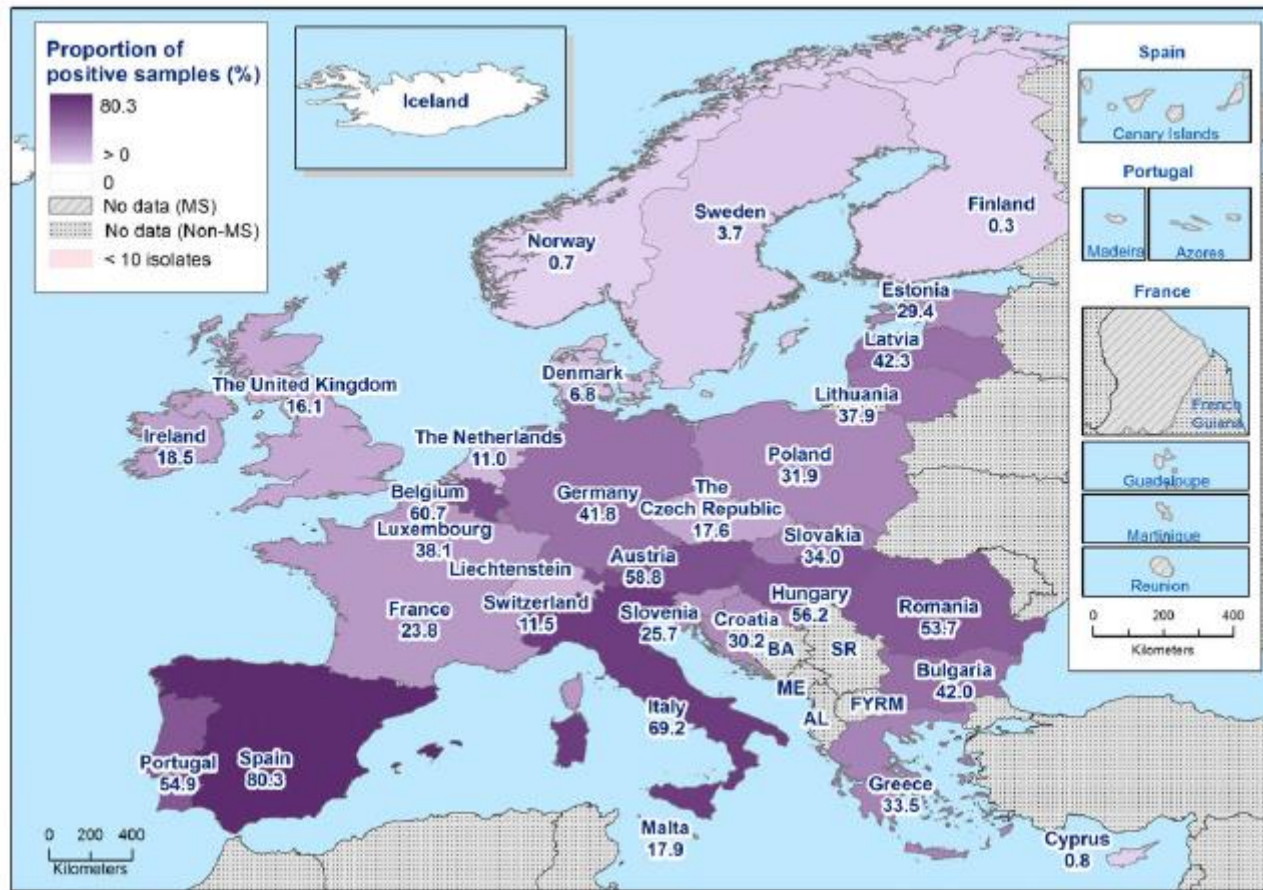 Proportion of
positive samples (%)
80.3
> 0
0
No data (MS)
No data (Non-MS)
< 10 isolates
Iceland
Spain
Canary Islands
Portugal
Madeira
Azores
France
French
Guiana
Guadeloupe
Martinique
Reunion
0 200 400
Kilometers
Norway
0.7
Sweden
3.7
Finland
0.3
Estonia
29.4
Latvia
42.3
Lithuania
37.9
Denmark
6.8
The United Kingdom
16.1
Ireland
18.5
The Netherlands
11.0
Belgium
60.7
Luxembourg
38.1
Germany
41.8
Poland
31.9
The
Czech Republic
17.6
Slovakia
34.0
Austria
58.8
Liechtenstein
Switzerland
11.5
France
23.8
Slovenia
25.7
Croatia
30.2
Hungary
56.2
Romania
53.7
BA
SR
ME
AL
FYRM
Bulgaria
42.0
Italy
69.2
Portugal
54.9
Spain
80.3
Greece
33.5
Malta
17.9
Cyprus
0.8
0 200 400
Kilometers